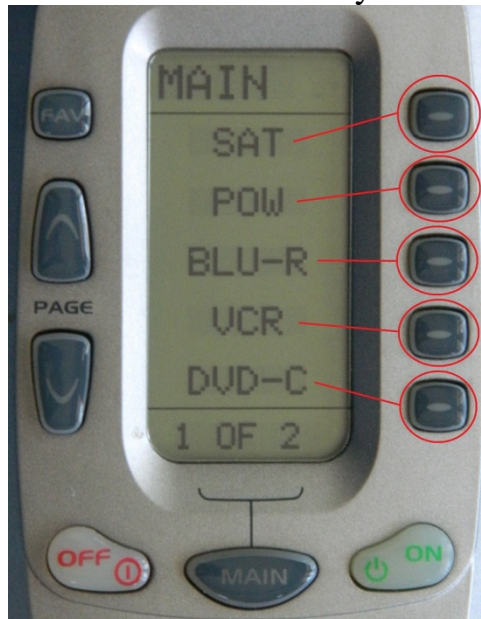 MAIN
FAV
SAT
POW
BLU-R
PAGE
VCR
DVD-C
1 OF 2
OFF
MAIN
ON